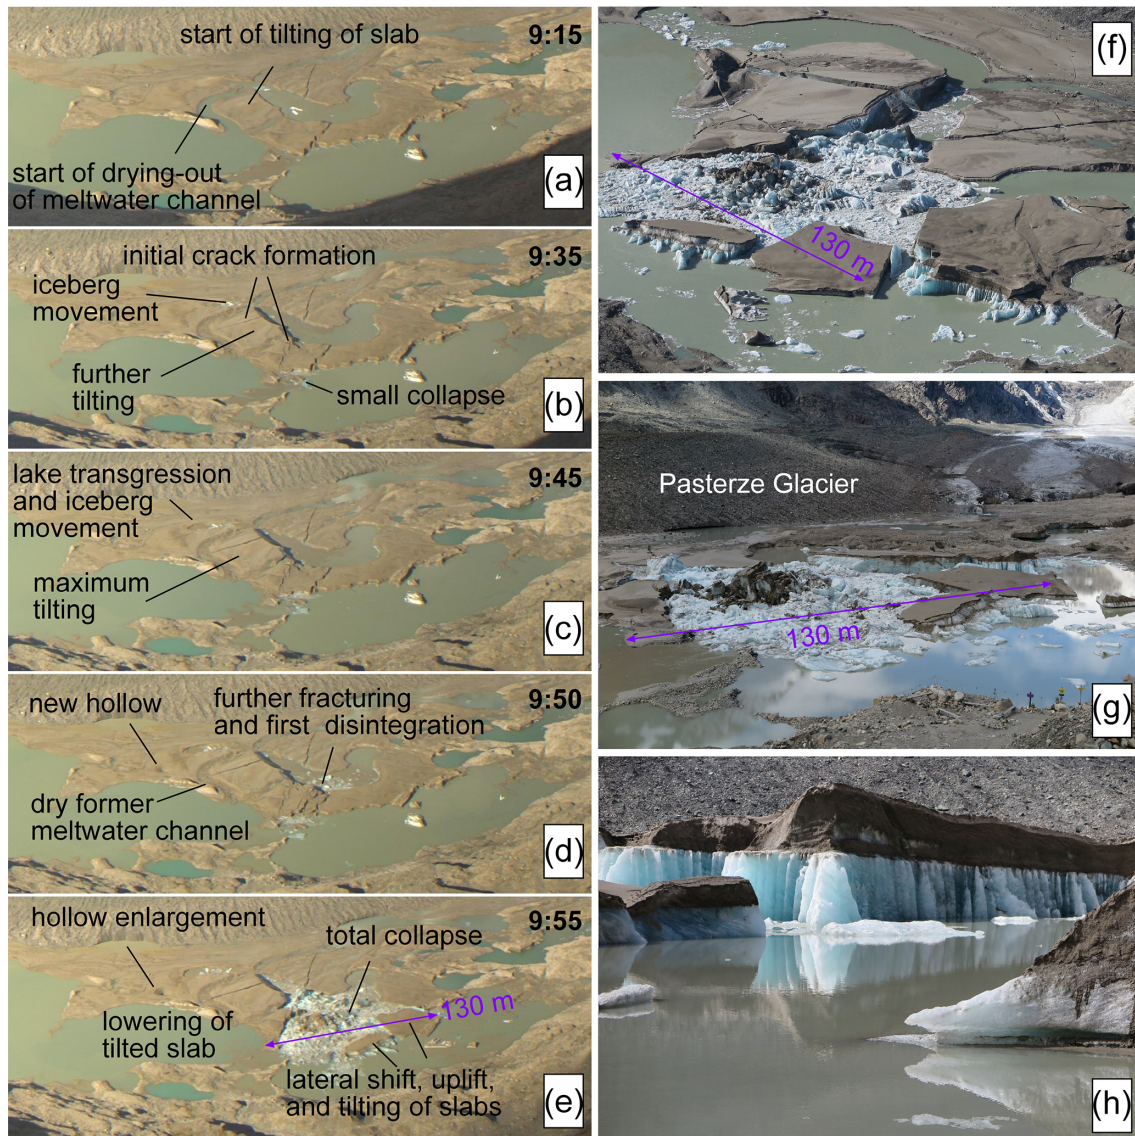 start of tilting of slab
9:15
start of drying-out
of meltwater channel
(a)
initial crack formation
9:35
iceberg
movement
further
tilting
small collapse
(b)
lake transgression
and iceberg
movement
9:45
maximum
tilting
(c)
new hollow
further fracturing
and first  disintegration
9:50
dry former
meltwater channel
(d)
hollow enlargement
9:55
total collapse
130 m
lowering of
tilted slab
lateral shift, uplift,
and tilting of slabs
(e)
(f)
130 m
Pasterze Glacier
130 m
(g)
(h)